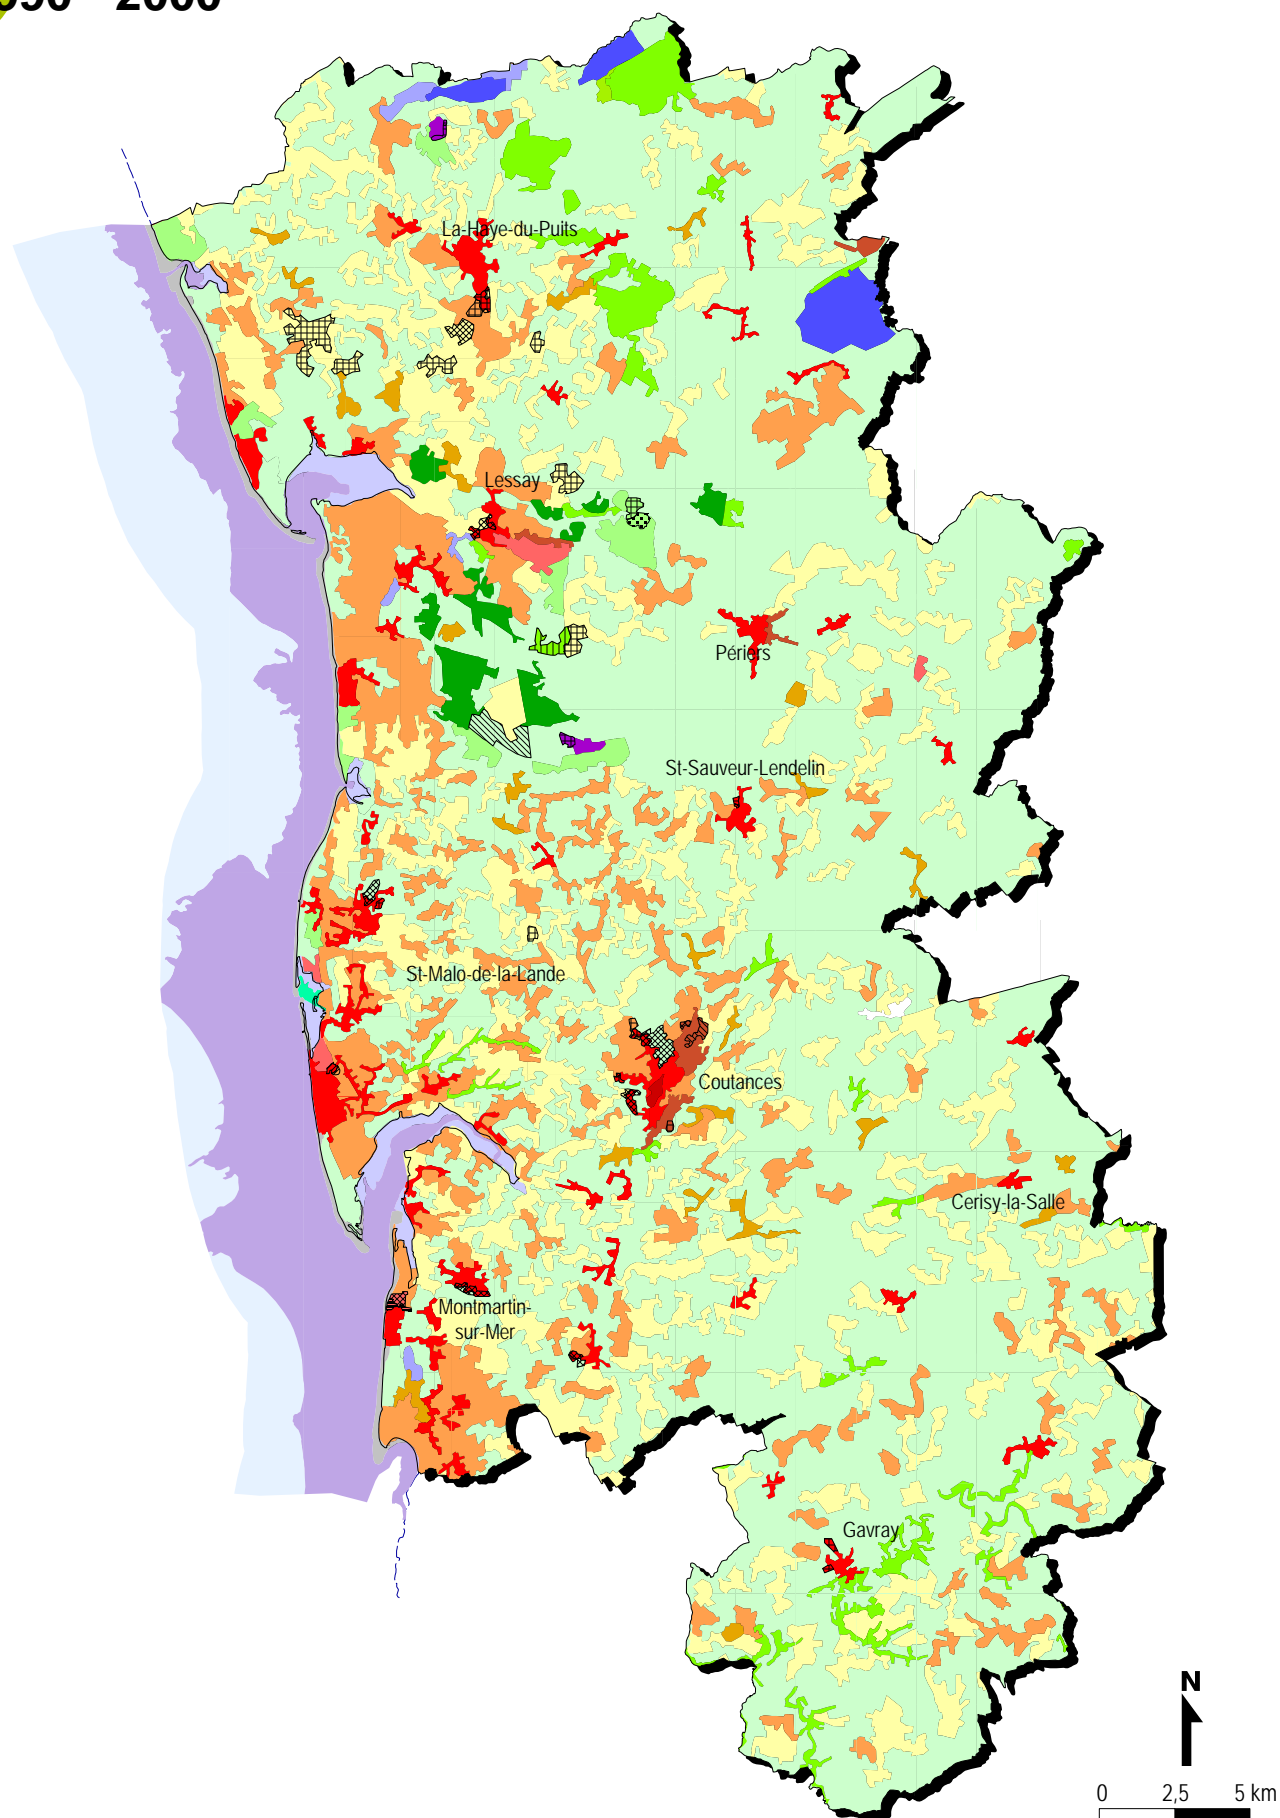 2000
La-Haye-du-Puits
Lessay
Périers
St-Sauveur-Lendelin
St-Malo-de-la-Lande
Coutances
Cerisy-la-Salle
Montmartin-
sur-Mer
Gavray
N
0 2,5 5 km